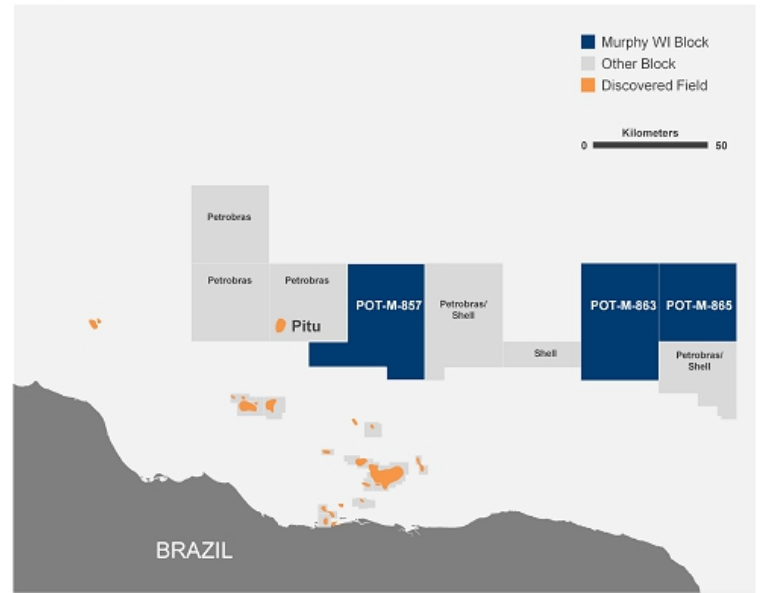 Murphy WI Block
Other Block
Discovered Field
Kilometers
0 50
Petrobras
Petrobras
Petrobras
Pitu
POT-M-857
Petrobras/
Shell
Shell
POT-M-863
POT-M-865
Petrobras/
Shell
BRAZIL